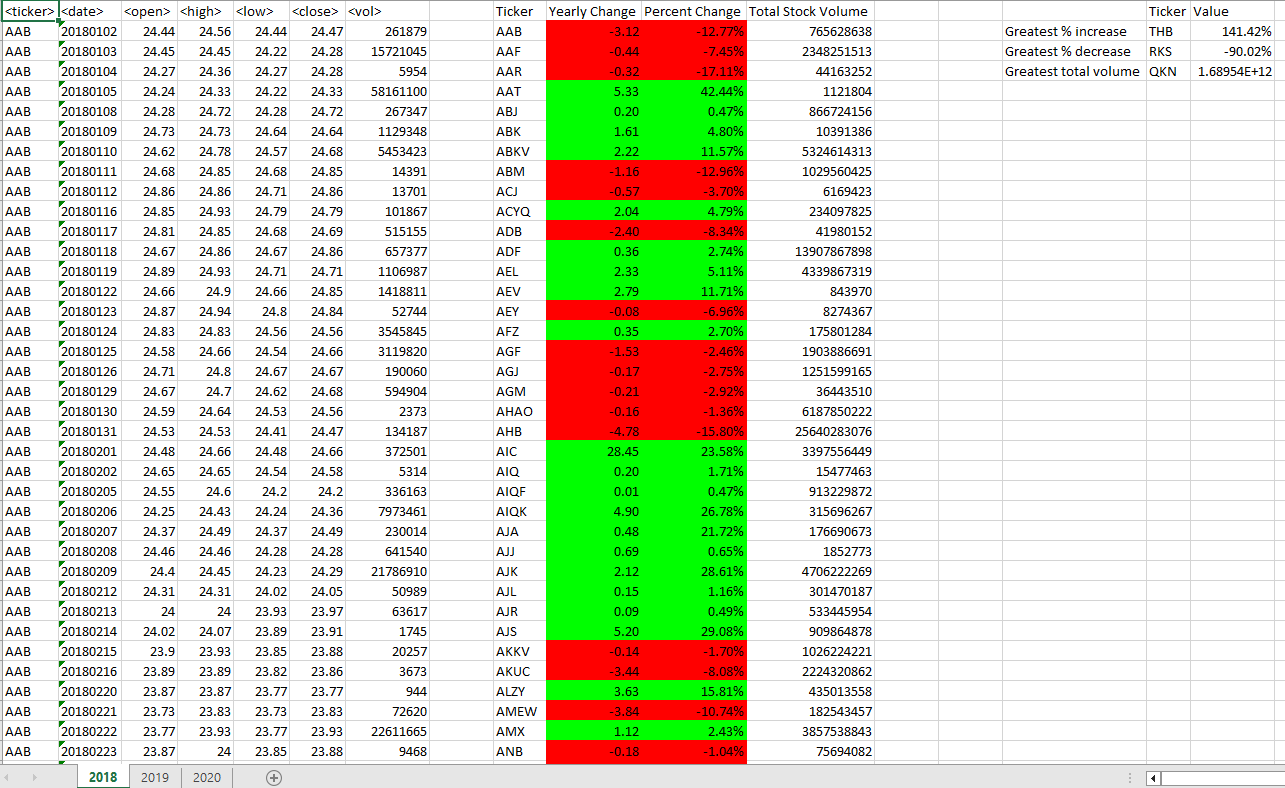 <ticker> <date> <open> <high> <low> <close> <vol> Ticker Yearly Change Percent Change Total Stock Volume Ticker Value
AAB 20180102 24.44 24.56 24.44 24.47 261879 AAB -3.12 -12.77% 765628638 Greatest % increase THB 141.42%
AAB 20180103 24.45 24.45 24.22 24.28 15721045 AAF -0.44 -7.45% 2348251513 Greatest % decrease RKS -90.02%
AAB 20180104 24.27 24.36 24.27 24.28 5954 AAR -0.32 -17.11% 44163252 Greatest total volume QKN 1.68954E+12
AAB 20180105 24.24 24.33 24.22 24.33 58161100 AAT 5.33 42.44% 1121804
AAB 20180108 24.28 24.72 24.28 24.72 267347 ABJ 0.20 0.47% 866724156
AAB 20180109 24.73 24.73 24.64 24.64 1129348 ABK 1.61 4.80% 10391386
AAB 20180110 24.62 24.78 24.57 24.68 5453423 ABKV 2.22 11.57% 5324614313
AAB 20180111 24.68 24.85 24.68 24.85 14391 ABM -1.16 -12.96% 1029560425
AAB 20180112 24.86 24.86 24.71 24.86 13701 ACJ -0.57 -3.70% 6169423
AAB 20180116 24.85 24.93 24.79 24.79 101867 ACYQ 2.04 4.79% 234097825
AAB 20180117 24.81 24.85 24.68 24.69 515155 ADB -2.40 -8.34% 41980152
AAB 20180118 24.67 24.86 24.67 24.86 657377 ADF 0.36 2.74% 13907867898
AAB 20180119 24.89 24.93 24.71 24.71 1106987 AEL 2.33 5.11% 4339867319
AAB 20180122 24.66 24.9 24.66 24.85 1418811 AEV 2.79 11.71% 843970
AAB 20180123 24.87 24.94 24.8 24.84 52744 AEY -0.08 -6.96% 8274367
AAB 20180124 24.83 24.83 24.56 24.56 3545845 AFZ 0.35 2.70% 175801284
AAB 20180125 24.58 24.66 24.54 24.66 3119820 AGF -1.53 -2.46% 1903886691
AAB 20180126 24.71 24.8 24.67 24.67 190060 AGJ -0.17 -2.75% 1251599165
AAB 20180129 24.67 24.7 24.62 24.68 594904 AGM -0.21 -2.92% 36443510
AAB 20180130 24.59 24.64 24.53 24.56 2373 AHAO -0.16 -1.36% 6187850222
AAB 20180131 24.53 24.53 24.41 24.47 134187 AHB -4.78 -15.80% 25640283076
AAB 20180201 24.48 24.66 24.48 24.66 372501 AIC 28.45 23.58% 3397556449
AAB 20180202 24.65 24.65 24.54 24.58 5314 AIQ 0.20 1.71% 15477463
AAB 20180205 24.55 24.6 24.2 24.2 336163 AIQF 0.01 0.47% 913229872
AAB 20180206 24.25 24.43 24.24 24.36 7973461 AIQK 4.90 26.78% 315696267
AAB 20180207 24.37 24.49 24.37 24.49 230014 AJA 0.48 21.72% 176690673
AAB 20180208 24.46 24.46 24.28 24.28 641540 AJJ 0.69 0.65% 1852773
AAB 20180209 24.4 24.45 24.23 24.29 21786910 AJK 2.12 28.61% 4706222269
AAB 20180212 24.31 24.31 24.02 24.05 50989 AJL 0.15 1.16% 301470187
AAB 20180213 24 24 23.93 23.97 63617 AJR 0.09 0.49% 533445954
AAB 20180214 24.02 24.07 23.89 23.91 1745 AJS 5.20 29.08% 909864878
AAB 20180215 23.9 23.93 23.85 23.88 20257 AKKV -0.14 -1.70% 1026224221
AAB 20180216 23.89 23.89 23.82 23.86 3673 AKUC -3.44 -8.08% 2224320862
AAB 20180220 23.87 23.87 23.77 23.77 944 ALZY 3.63 15.81% 435013558
AAB 20180221 23.73 23.83 23.73 23.83 72620 AMEW -3.84 -10.74% 182543457
AAB 20180222 23.77 23.93 23.77 23.93 22611665 AMX 1.12 2.43% 3857538843
AAB 20180223 23.87 24 23.85 23.88 9468 ANB -0.18 -1.04% 75694082
2018 2019 2020